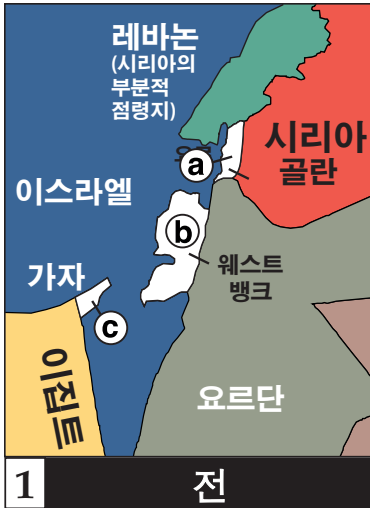 레바논
(시리아의
부분적
점령지)
시리아
골란
a
이스라엘
b
웨스트
뱅크
가자
c
이집트
요르단
1 전